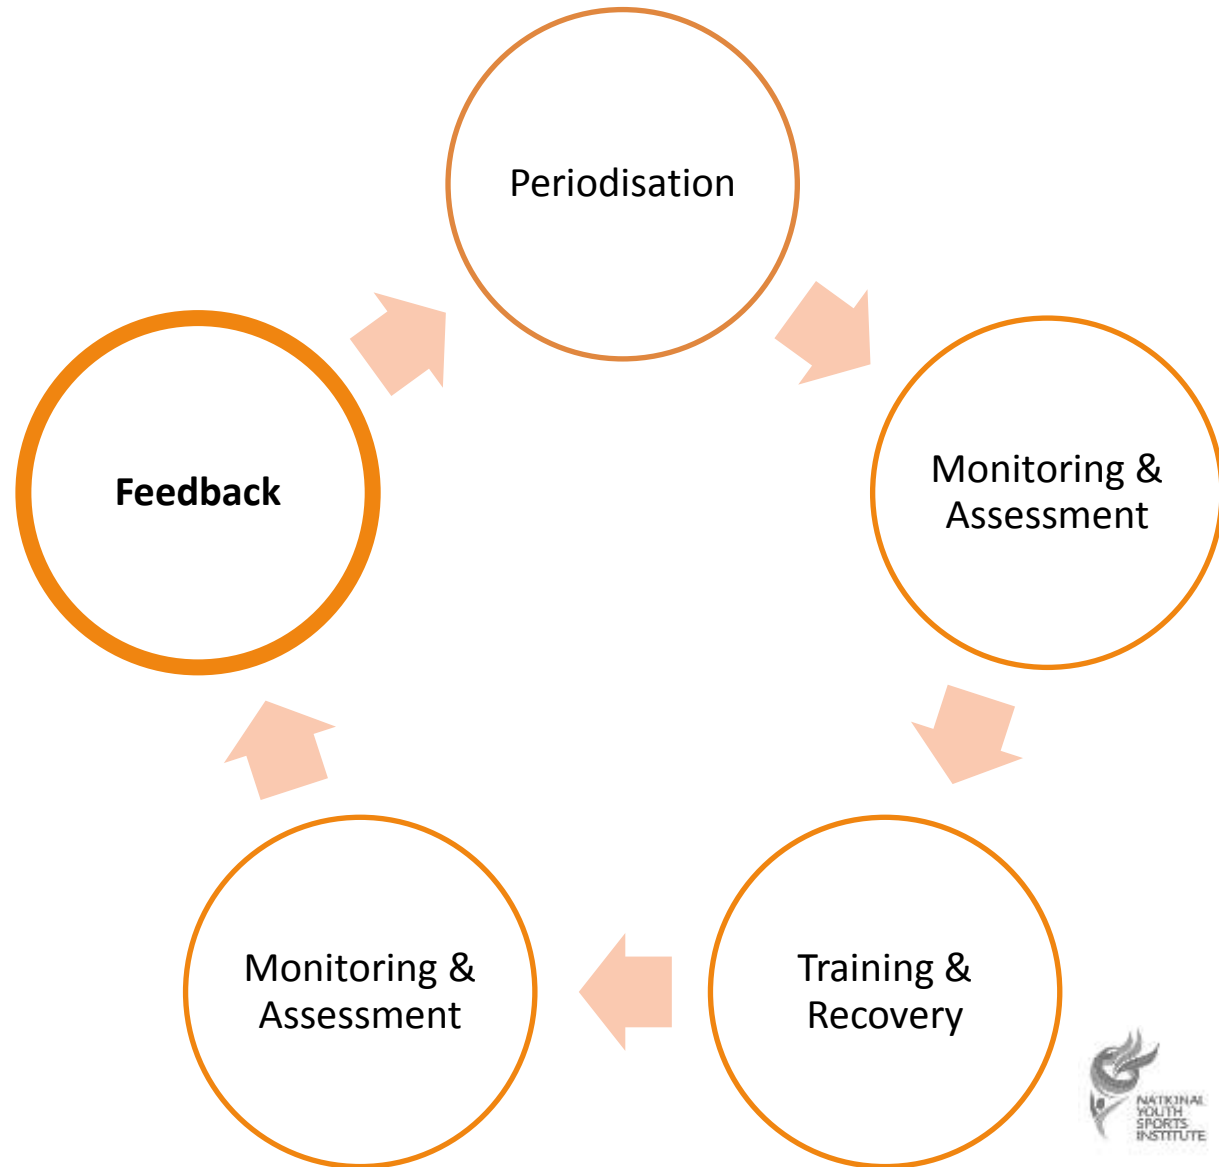 Periodisation
Monitoring &
Assessment
Training &
Recovery
Monitoring &
Assessment
Feedback
NATIONAL
YOUTH
SPORTS
INSTITUTE